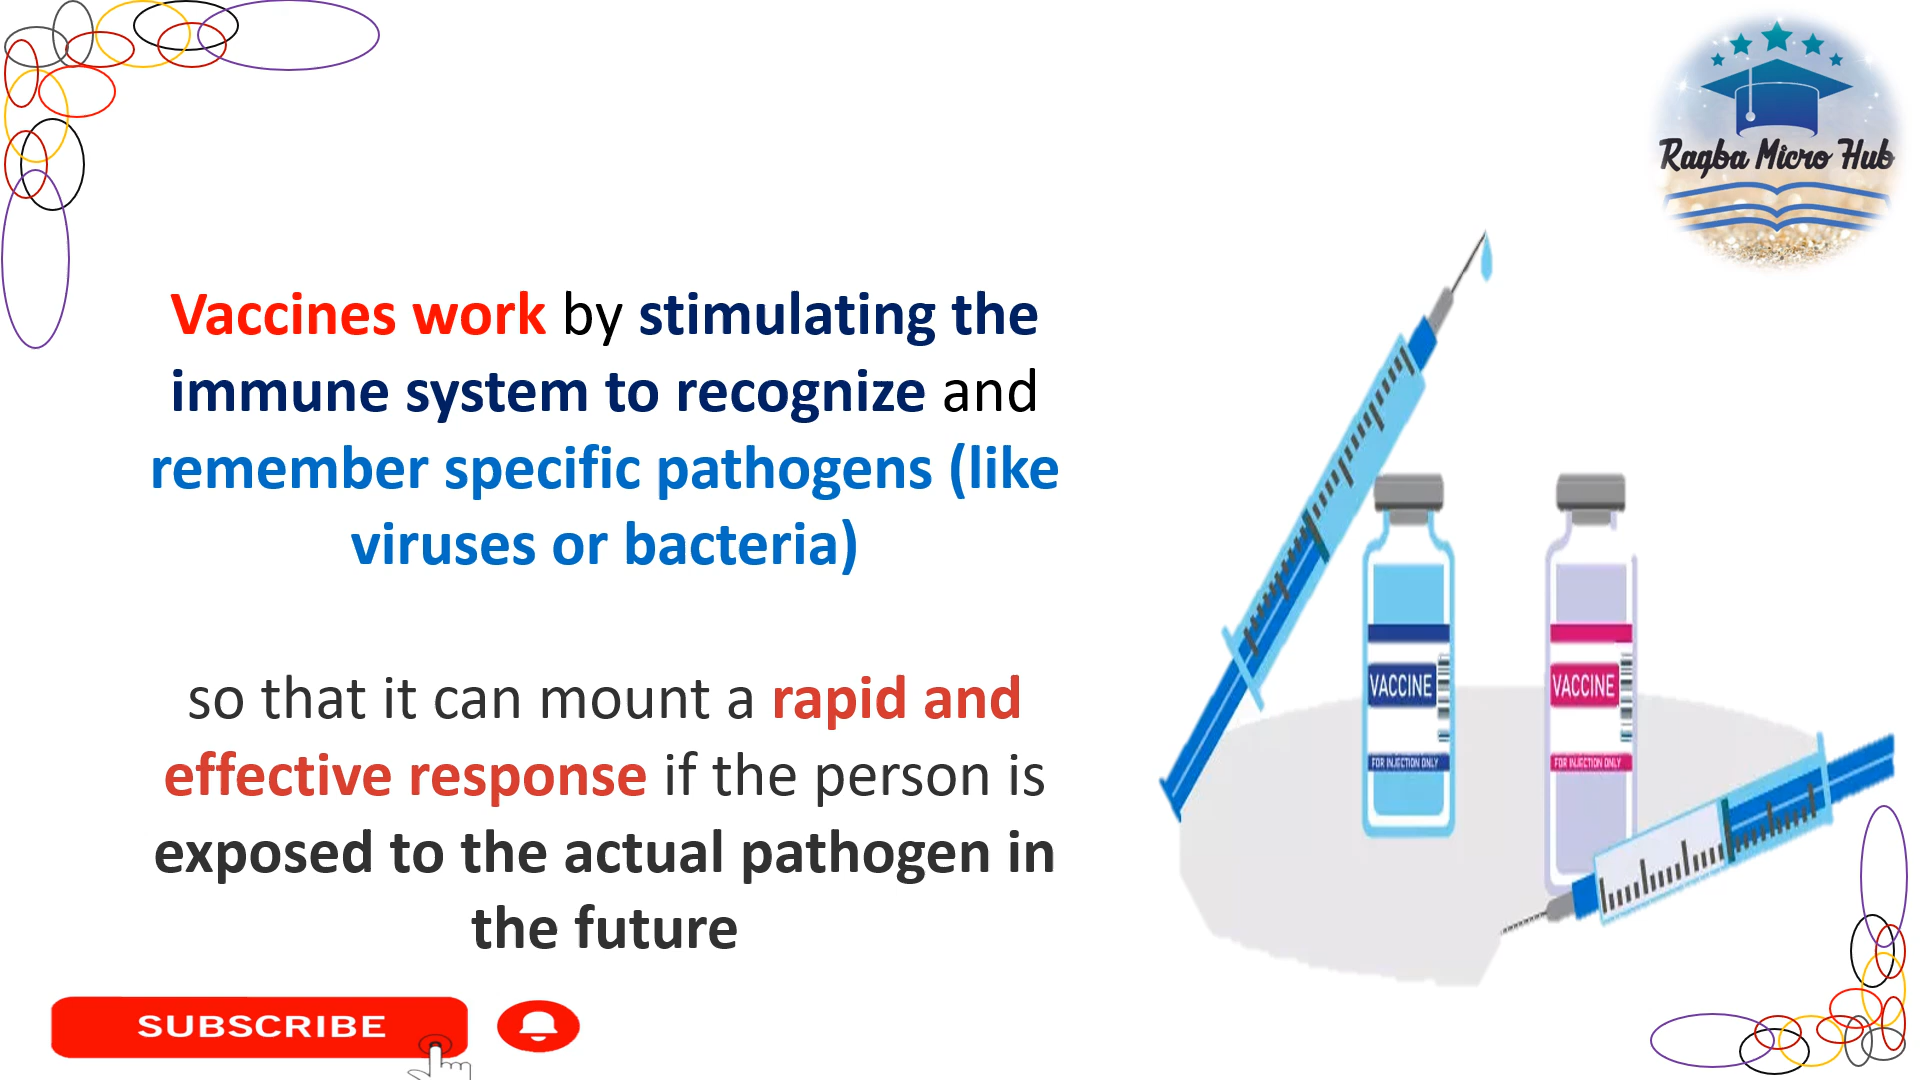 Ragba Micro Hub
Vaccines work by stimulating the
immune system to recognize and
remember specific pathogens (like
viruses or bacteria)
so that it can mount a rapid and
effective response if the person is
exposed to the actual pathogen in
the future
VACCINE
FOR INJECTION ONLY
VACCINE
FOR INJECTION ONLY
SUBSCRIBE